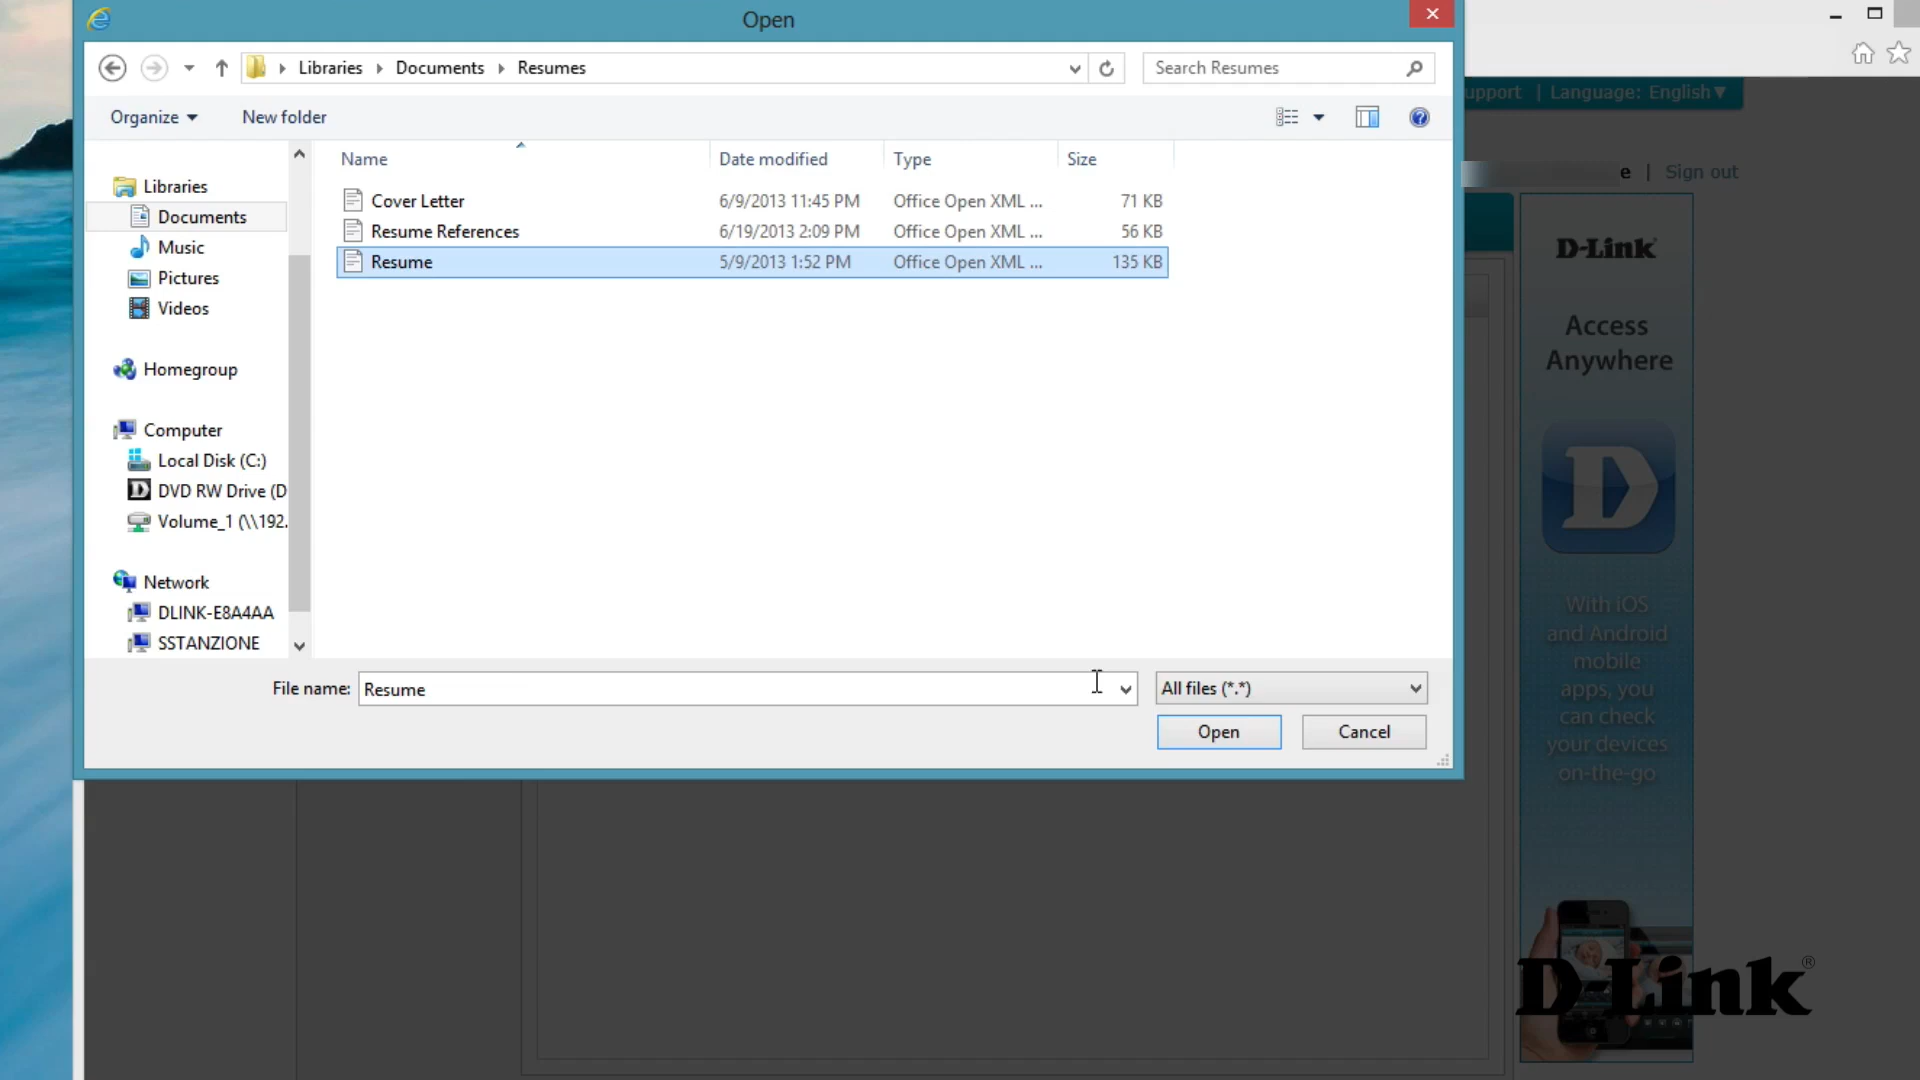 Open
Libraries Documents Resumes
Search Resumes
Organize New folder
Name Date modified Type Size
Cover Letter 6/9/2013 11:45 PM Office Open XML ... 71 KB
Resume References 6/19/2013 2:09 PM Office Open XML ... 56 KB
Resume 5/9/2013 1:52 PM Office Open XML ... 135 KB
Libraries
Documents
Music
Pictures
Videos
Homegroup
Computer
Local Disk (C:)
DVD RW Drive (D
Volume_1 (\\192.
Network
DLINK-E8A4AA
SSTANZIONE
File name: Resume
All files (*.*)
Open Cancel
upport | Language: English▼
e | Sign out
D-Link
Access
Anywhere
D
With iOS
and Android
mobile
apps, you
can check
your devices
on-the-go
D-Link®